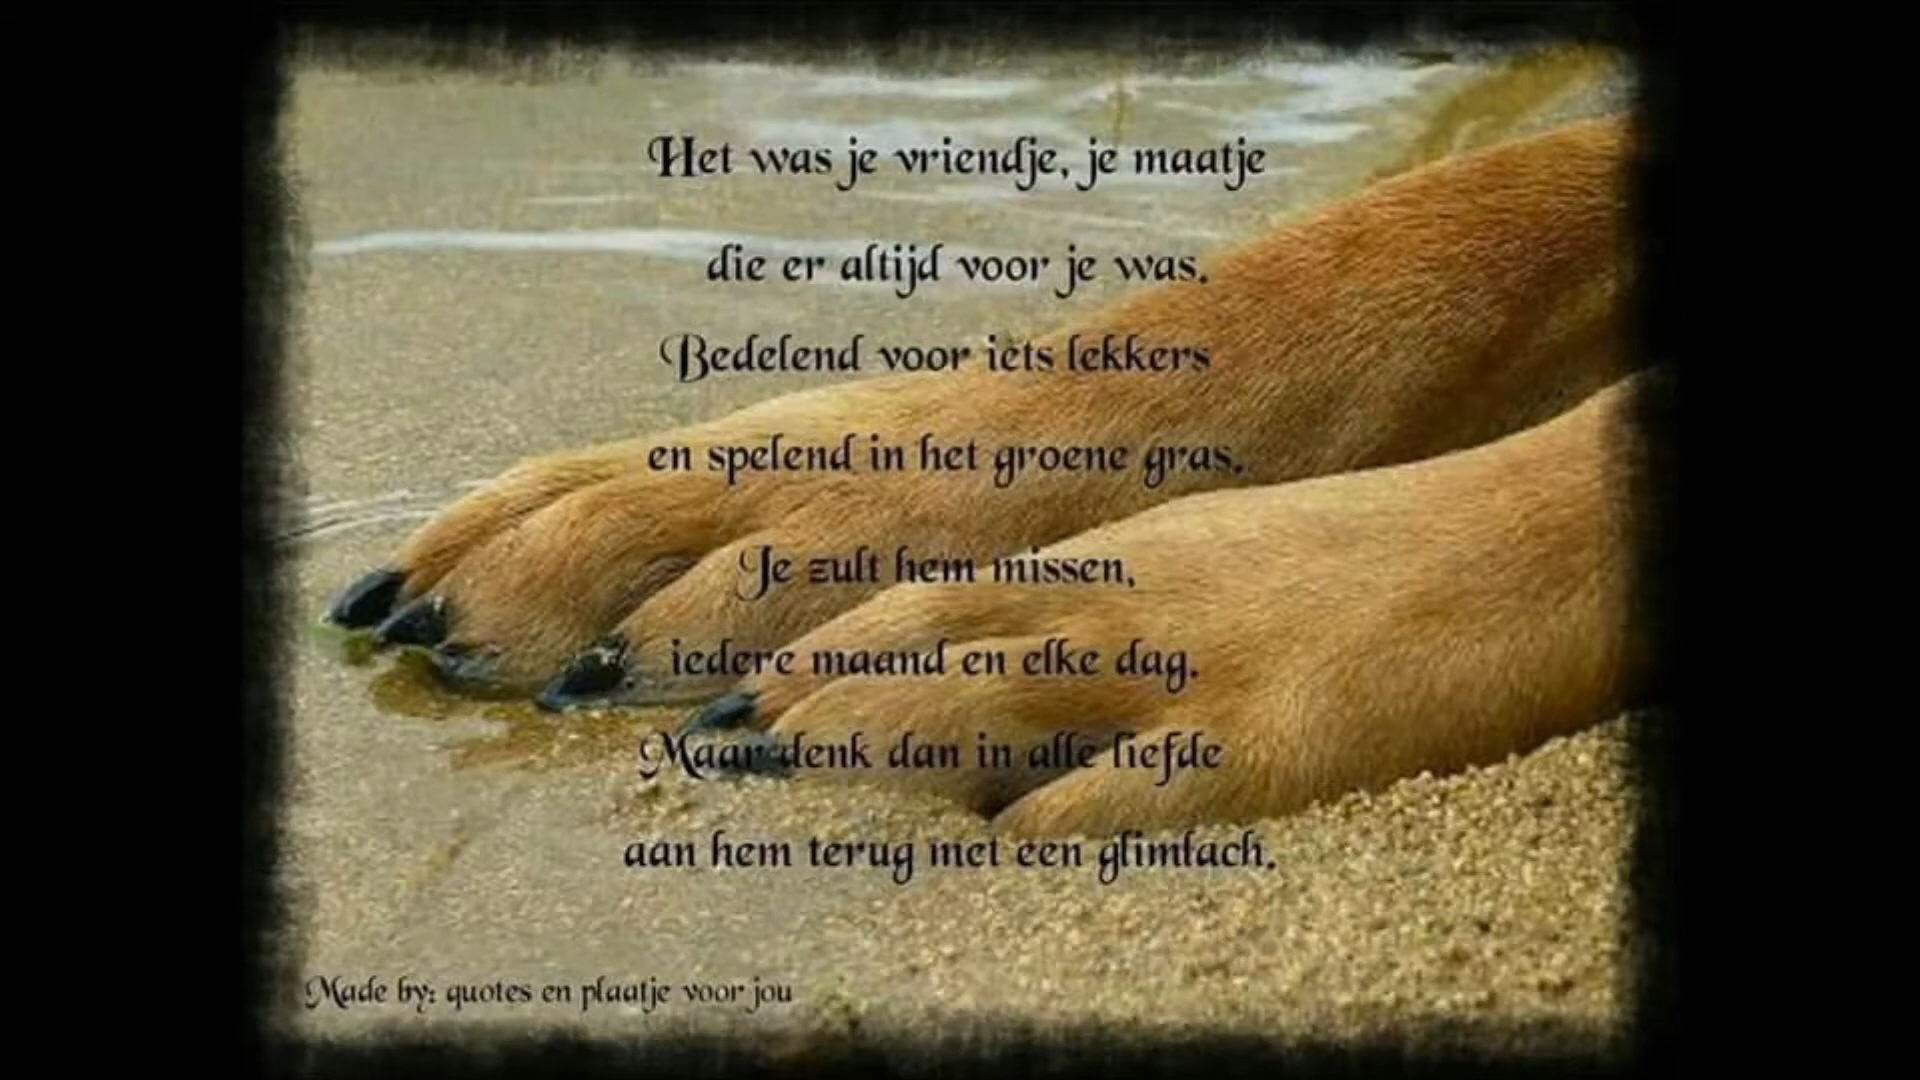 Het was je vriendje, je maatje
die er altijd voor je was.
Bedelend voor iets lekkers
en spelend in het groene gras.
Je zult hem missen,
iedere maand en elke dag.
Maar denk dan in alle liefde
aan hem terug met een glimlach.
Made by: quotes en plaatje voor jou